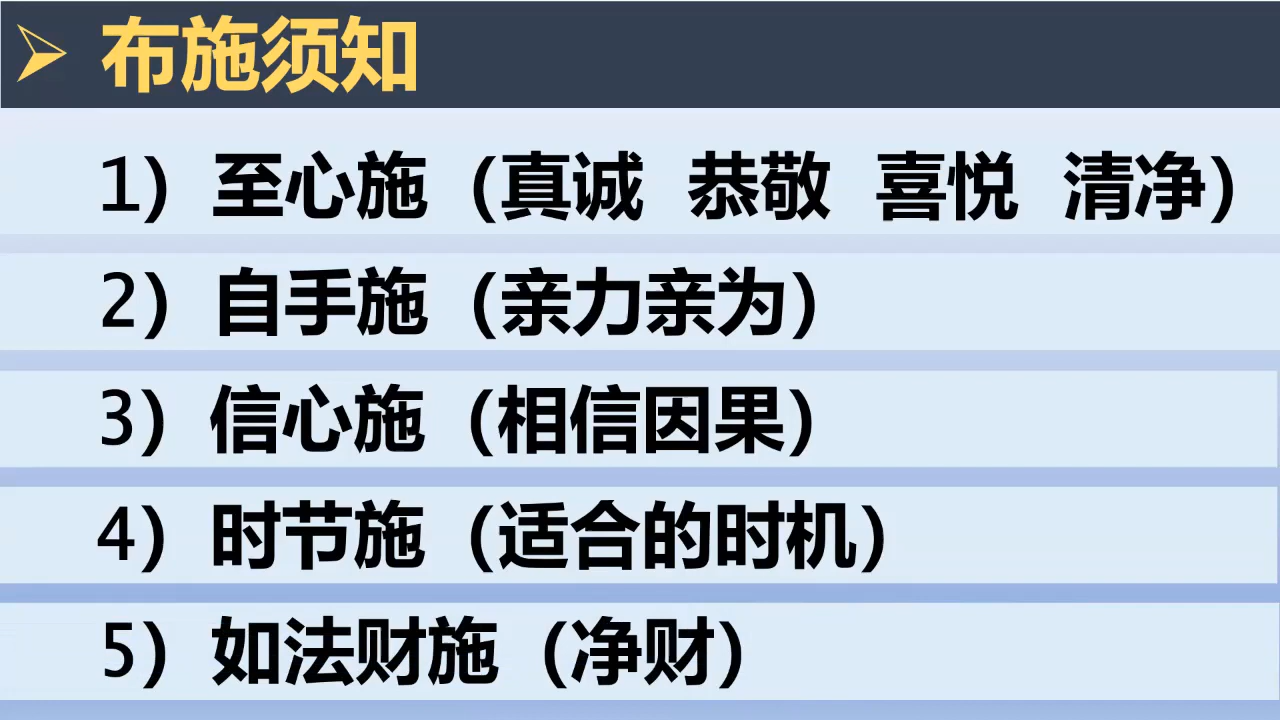 布施须知
1）至心施（真诚 恭敬 喜悦 清净）
2）自手施（亲力亲为）
3）信心施（相信因果）
4）时节施（适合的时机）
5）如法财施（净财）